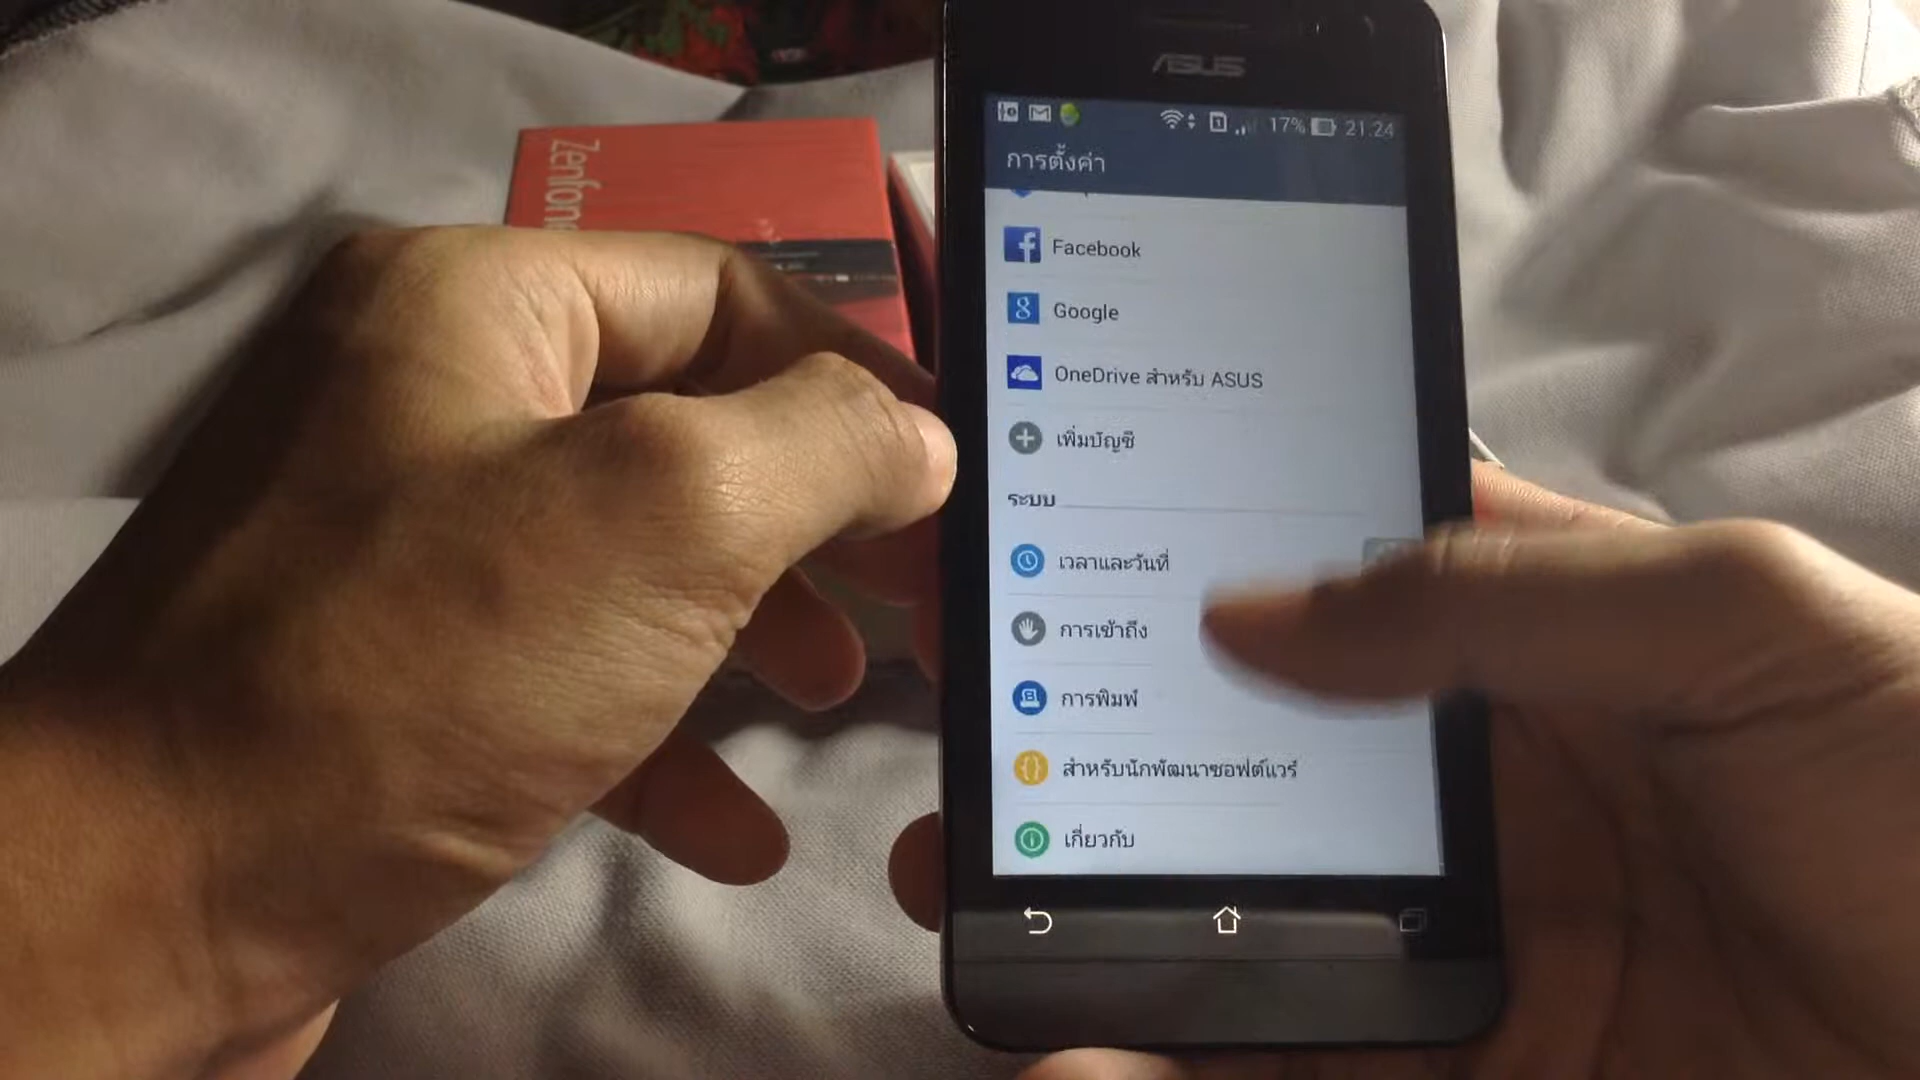 ASUS
17% 21.24
การตั้งค่า
Facebook
Google
OneDrive สำหรับ ASUS
เพิ่มบัญชี
ระบบ
เวลาและวันที่
การเข้าถึง
การพิมพ์
สำหรับนักพัฒนาซอฟต์แวร์
เกี่ยวกับ